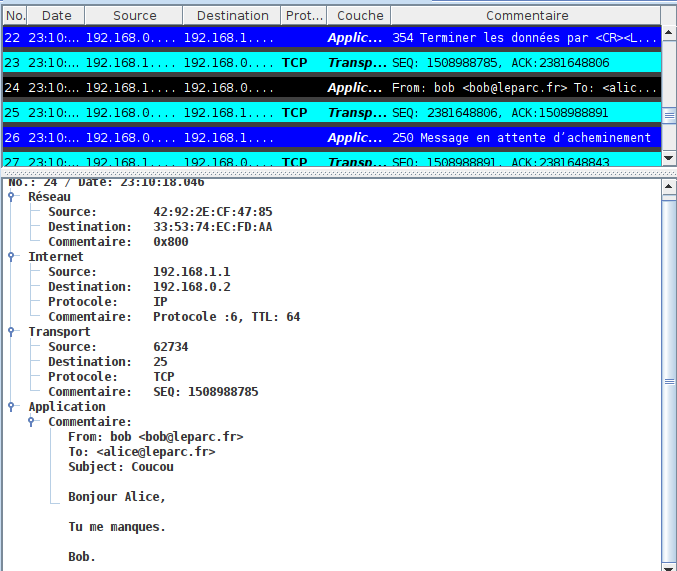 No. Date Source Destination Prot... Couche Commentaire
22 23:10:... 192.168.0.... 192.168.1.... Applic... 354 Terminer les données par <CR><L...
23 23:10:... 192.168.1.... 192.168.0.... TCP Transp... SEQ: 1508988785, ACK:2381648806
24 23:10:... 192.168.1.... 192.168.0.... Applic... From: bob <bob@leparc.fr> To: <alic...
25 23:10:... 192.168.0.... 192.168.1.... TCP Transp... SEQ: 2381648806, ACK:1508988891
26 23:10:... 192.168.0.... 192.168.1.... Applic... 250 Message en attente d’acheminement
27 23:10:... 192.168.1.... 192.168.0.... TCP Transp... SEQ: 1508988891, ACK:2381648843
No.: 24 / Date: 23:10:18.046
Réseau
Source: 42:92:2E:CF:47:85
Destination: 33:53:74:EC:FD:AA
Commentaire: 0x800
Internet
Source: 192.168.1.1
Destination: 192.168.0.2
Protocole: IP
Commentaire: Protocole :6, TTL: 64
Transport
Source: 62734
Destination: 25
Protocole: TCP
Commentaire: SEQ: 1508988785
Application
Commentaire:
From: bob <bob@leparc.fr>
To: <alice@leparc.fr>
Subject: Coucou
Bonjour Alice,
Tu me manques.
Bob.